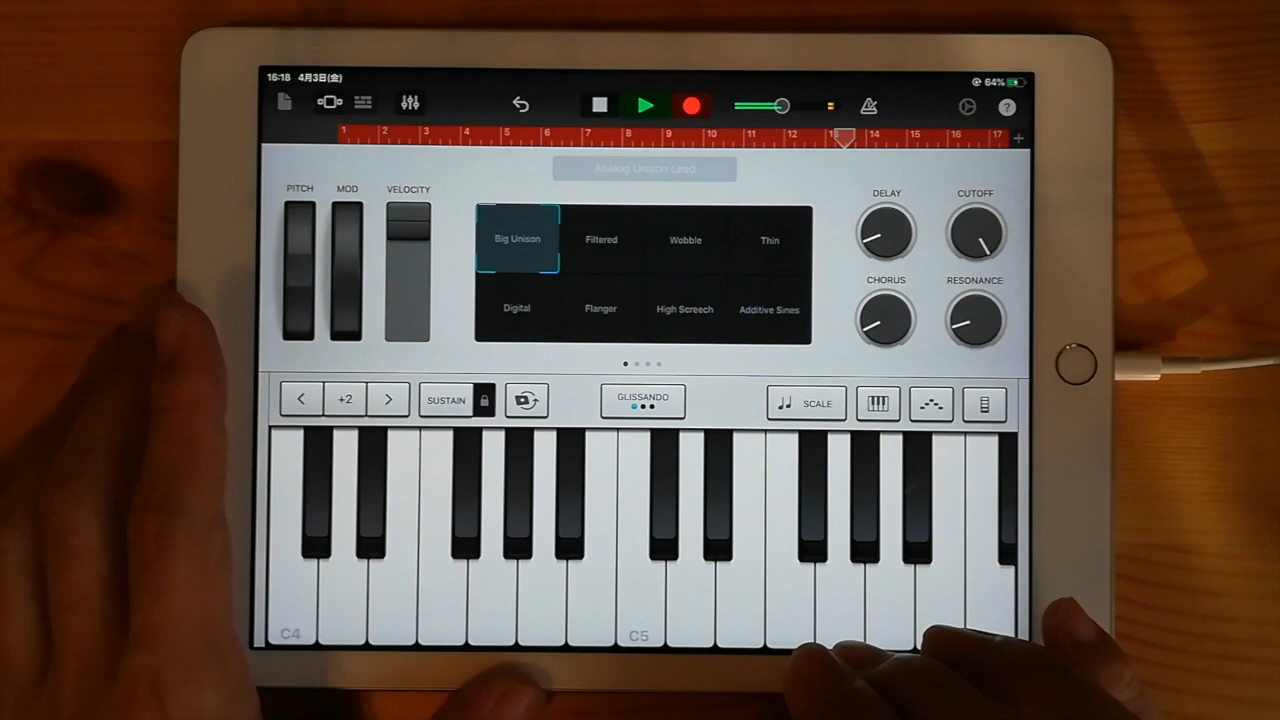 16:18 4月3日(金) 64%
?
1 2 3 4 5 6 7 8 9 10 11 12 13 14 15 16 17 +
Analog Unison Lead
PITCH MOD VELOCITY DELAY CUTOFF
Big Unison Filtered Wobble Thin
CHORUS RESONANCE
Digital Flanger High Screech Additive Sines
+2 SUSTAIN GLISSANDO SCALE
C4 C5